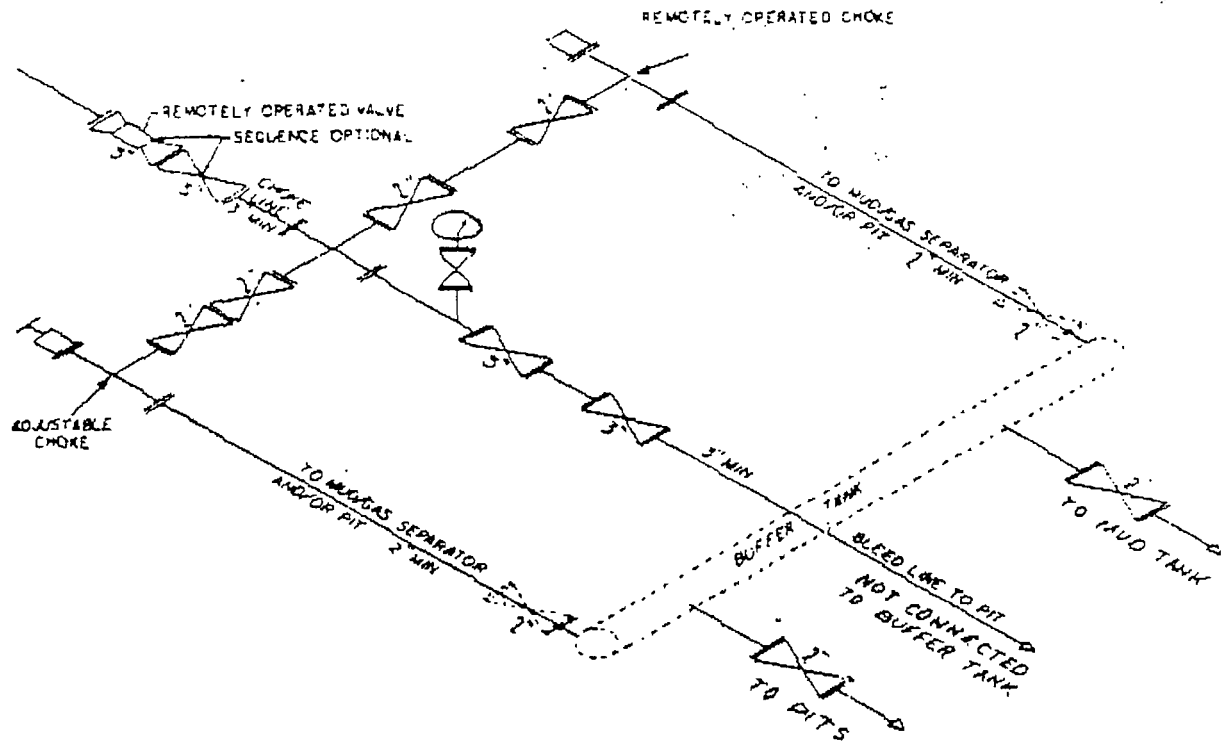 REMOTELY OPERATED CHOKE
REMOTELY OPERATED VALVE
SEQUENCE OPTIONAL
3"
3"
CHOKE
LINE
3" MIN
2"
2"
2"
2"
TO MUD/GAS SEPARATOR
AND/OR PIT
2" MIN
2"
ADJUSTABLE
CHOKE
3"
3"
3" MIN
TO MUD/GAS SEPARATOR
AND/OR PIT
2" MIN
2"
BUFFER TANK
BLEED LINE TO PIT
NOT CONNECTED
TO BUFFER TANK
TO MUD TANK
TO PITS